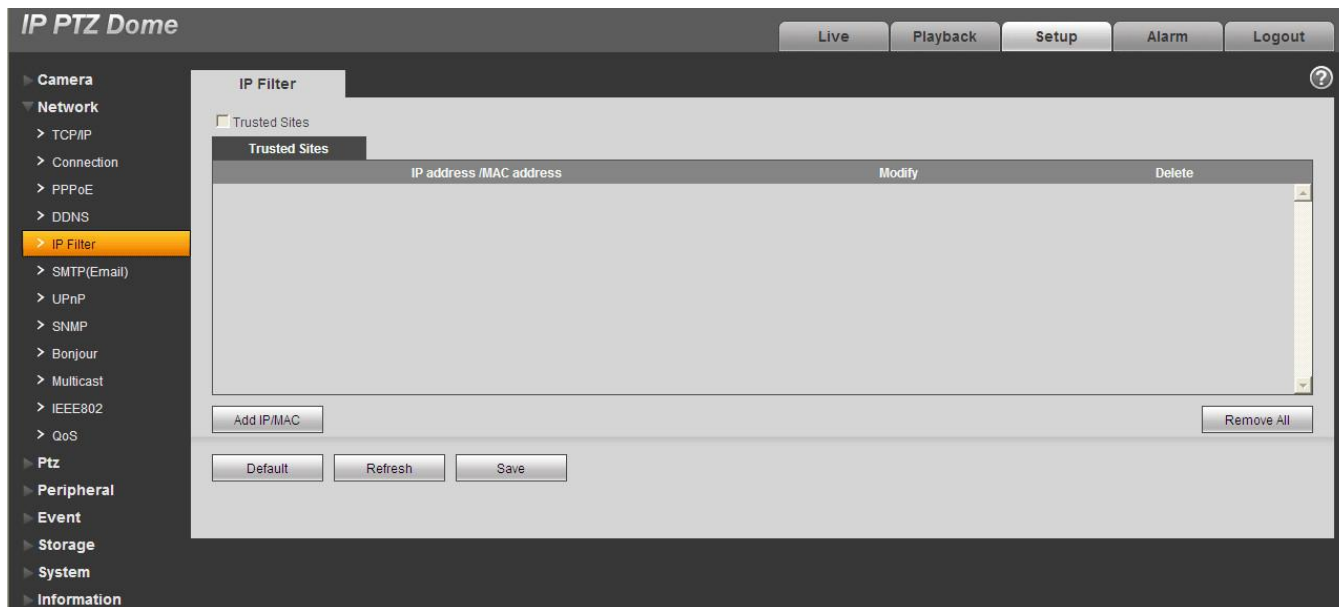 IP PTZ Dome
Live Playback Setup Alarm Logout
Camera
Network
> TCP/IP
> Connection
> PPPoE
> DDNS
> IP Filter
> SMTP(Email)
> UPnP
> SNMP
> Bonjour
> Multicast
> IEEE802
> QoS
Ptz
Peripheral
Event
Storage
System
Information
IP Filter
?
Trusted Sites
Trusted Sites
IP address /MAC address Modify Delete
Add IP/MAC Remove All
Default Refresh Save